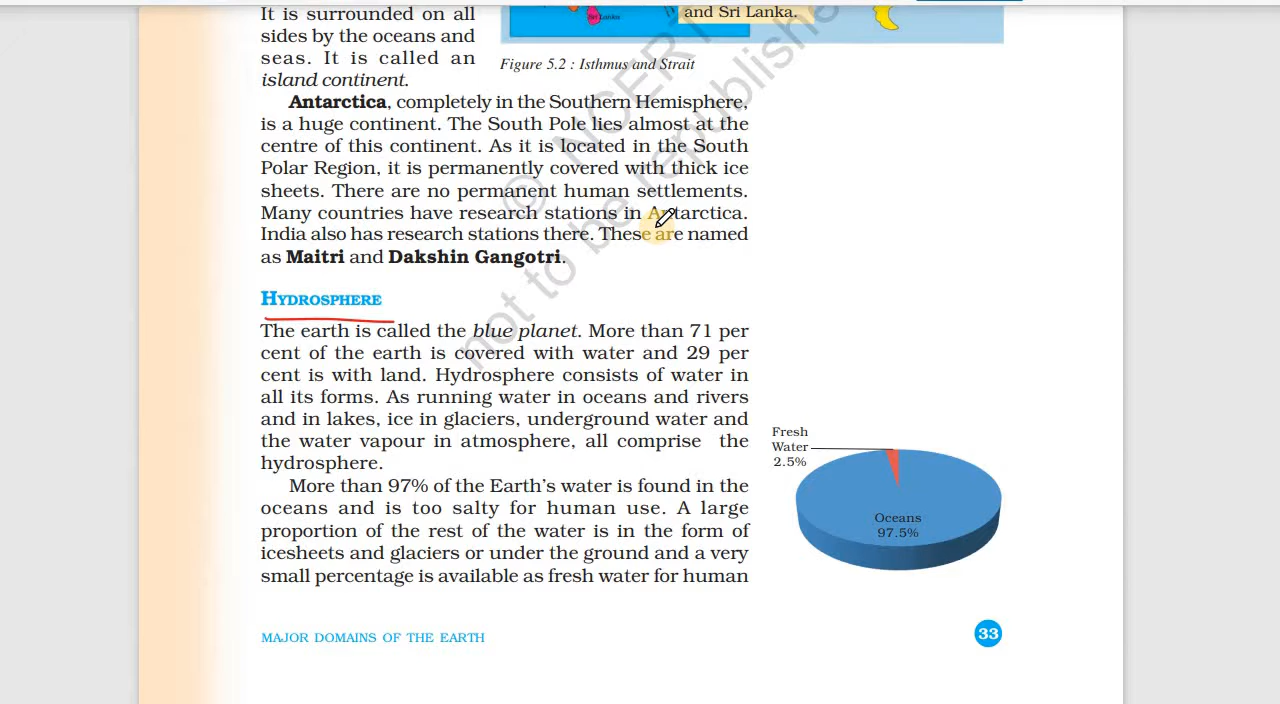 It is surrounded on all
sides by the oceans and
seas. It is called an
island continent.
Sri Lanka
and Sri Lanka.
Figure 5.2 : Isthmus and Strait
Antarctica, completely in the Southern Hemisphere,
is a huge continent. The South Pole lies almost at the
centre of this continent. As it is located in the South
Polar Region, it is permanently covered with thick ice
sheets. There are no permanent human settlements.
Many countries have research stations in Antarctica.
India also has research stations there. These are named
as Maitri and Dakshin Gangotri.
HYDROSPHERE
The earth is called the blue planet. More than 71 per
cent of the earth is covered with water and 29 per
cent is with land. Hydrosphere consists of water in
all its forms. As running water in oceans and rivers
and in lakes, ice in glaciers, underground water and
the water vapour in atmosphere, all comprise the
hydrosphere.
More than 97% of the Earth's water is found in the
oceans and is too salty for human use. A large
proportion of the rest of the water is in the form of
icesheets and glaciers or under the ground and a very
small percentage is available as fresh water for human
Fresh
Water
2.5%
Oceans
97.5%
MAJOR DOMAINS OF THE EARTH
33
© NCERT
not to be republishe